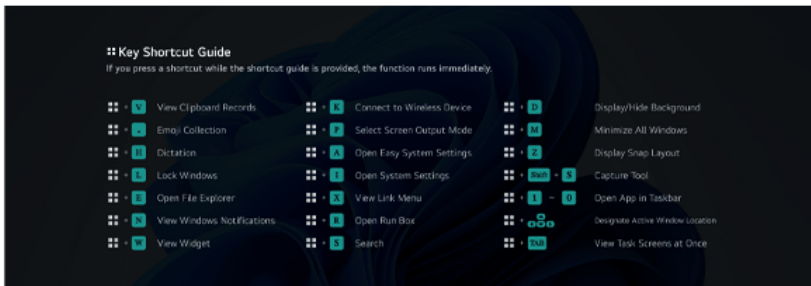 Key Shortcut Guide
If you press a shortcut while the shortcut guide is provided, the function runs immediately.
+ V View Clipboard Records + K Connect to Wireless Device + D Display/Hide Background
+ . Emoji Collection + P Select Screen Output Mode + M Minimize All Windows
+ H Dictation + A Open Easy System Settings + Z Display Snap Layout
+ L Lock Windows + I Open System Settings + Shift + S Capture Tool
+ E Open File Explorer + X View Link Menu + 1 ~ 0 Open App in Taskbar
+ N View Windows Notifications + R Open Run Box + Designate Active Window Location
+ W View Widget + S Search + TAB View Task Screens at Once